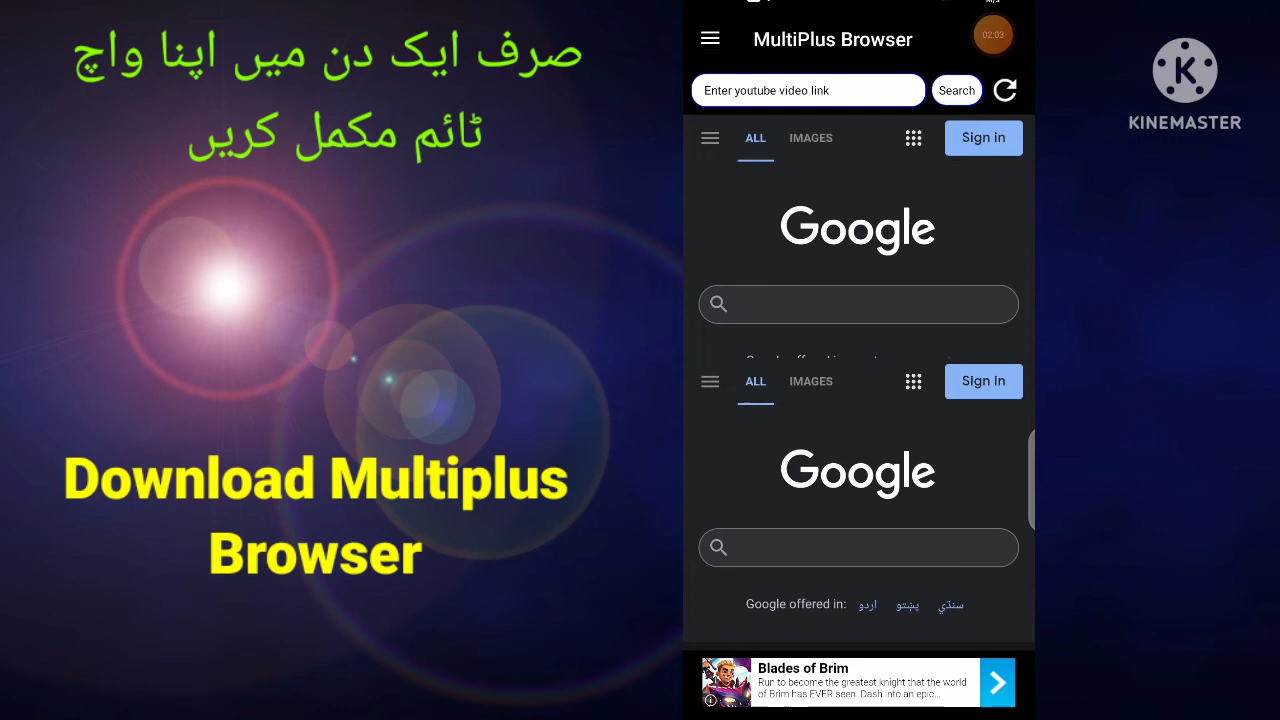 صرف ایک دن میں اپنا واچ
ٹائم مکمل کریں
Download Multiplus
Browser
MultiPlus Browser
02:03
Enter youtube video link
Search
ALL
IMAGES
Sign in
Google
ALL
IMAGES
Sign in
Google
Google offered in: اردو پښتو سنڌي
Blades of Brim
Run to become the greatest knight that the world
of Brim has EVER seen. Dash into an epic...
K
KINEMASTER